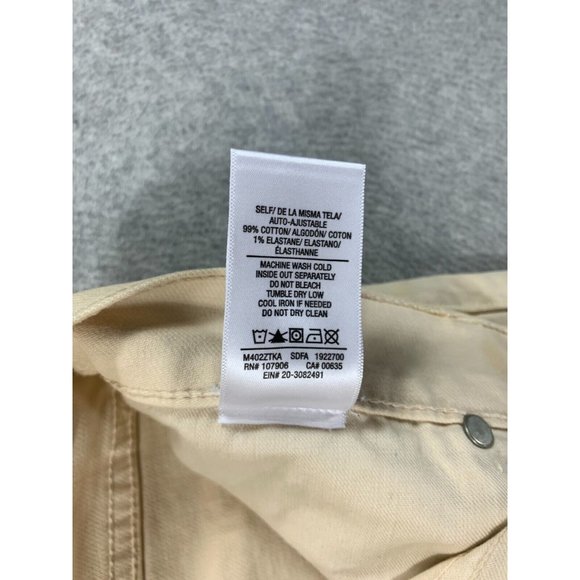 SELF/ DE LA MISMA TELA/
AUTO-AJUSTABLE
99% COTTON/ ALGODÓN/ COTON
1% ELASTANE/ ELASTANO/
ÉLASTHANNE
MACHINE WASH COLD
INSIDE OUT SEPARATELY
DO NOT BLEACH
TUMBLE DRY LOW
COOL IRON IF NEEDED
DO NOT DRY CLEAN
M402ZTKA SDFA 1922700
RN# 107906 CA# 00635
EIN# 20-3082491